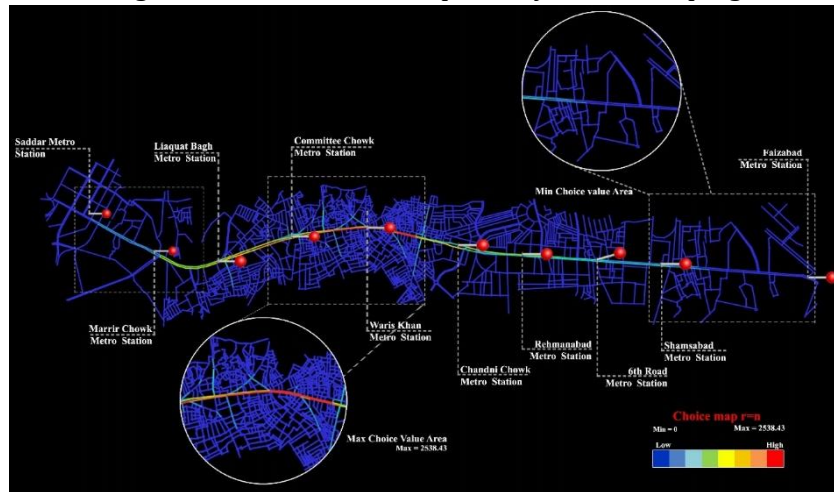 Saddar Metro
Station
Liaquat Bagh
Metro Station
Committee Chowk
Metro Station
Faizabad
Metro Station
Min Choice value Area
Marrir Chowk
Metro Station
Waris Khan
Metro Station
Chandni Chowk
Metro Station
Rehmanabad
Metro Station
6th Road
Metro Station
Shamsabad
Metro Station
Max Choice Value Area
Max = 2538.43
Choice map r=n
Min = 0
Max = 2538.43
Low
High